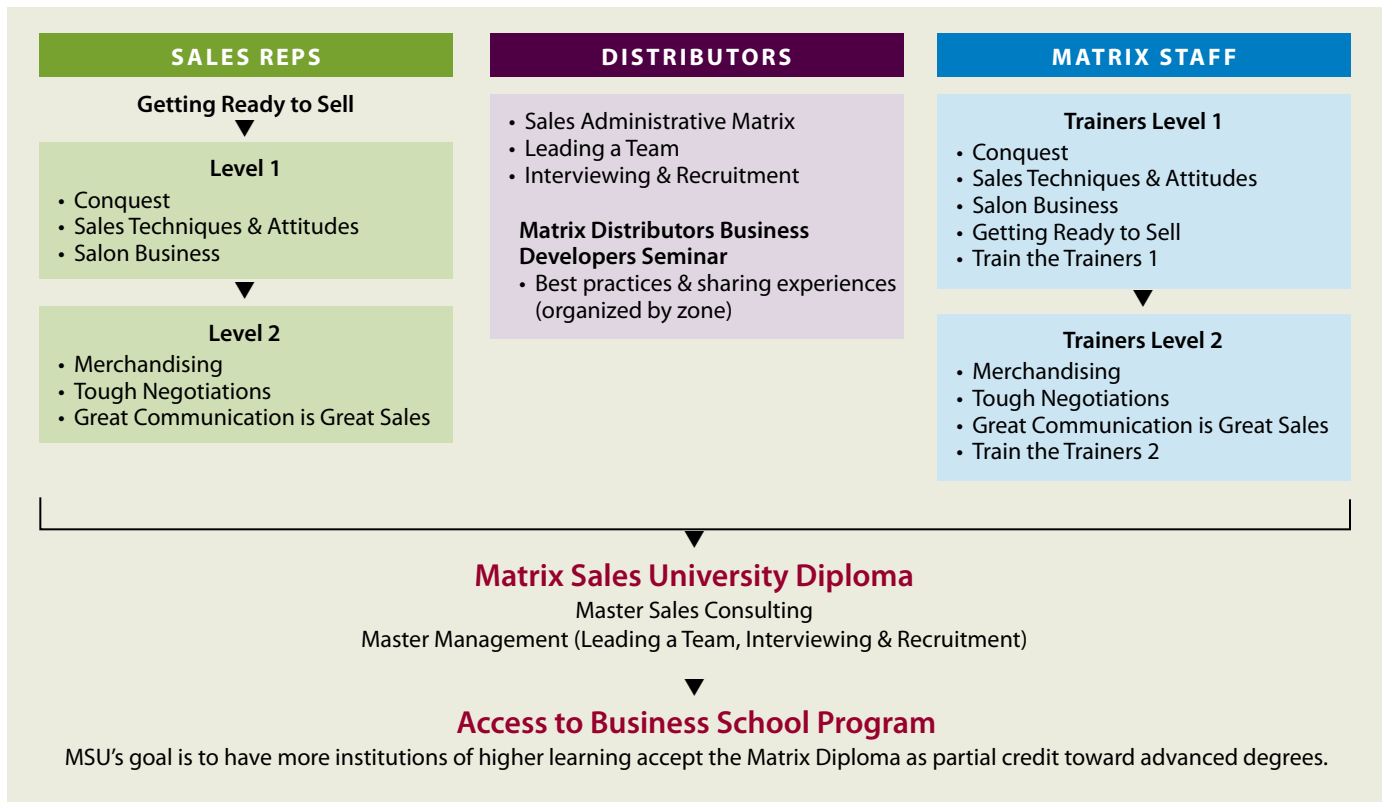 SALES REPS
Getting Ready to Sell
Level 1
• Conquest
• Sales Techniques & Attitudes
• Salon Business
Level 2
• Merchandising
• Tough Negotiations
• Great Communication is Great Sales
DISTRIBUTORS
• Sales Administrative Matrix
• Leading a Team
• Interviewing & Recruitment
Matrix Distributors Business
Developers Seminar
• Best practices & sharing experiences
(organized by zone)
MATRIX STAFF
Trainers Level 1
• Conquest
• Sales Techniques & Attitudes
• Salon Business
• Getting Ready to Sell
• Train the Trainers 1
Trainers Level 2
• Merchandising
• Tough Negotiations
• Great Communication is Great Sales
• Train the Trainers 2
Matrix Sales University Diploma
Master Sales Consulting
Master Management (Leading a Team, Interviewing & Recruitment)
Access to Business School Program
MSU's goal is to have more institutions of higher learning accept the Matrix Diploma as partial credit toward advanced degrees.